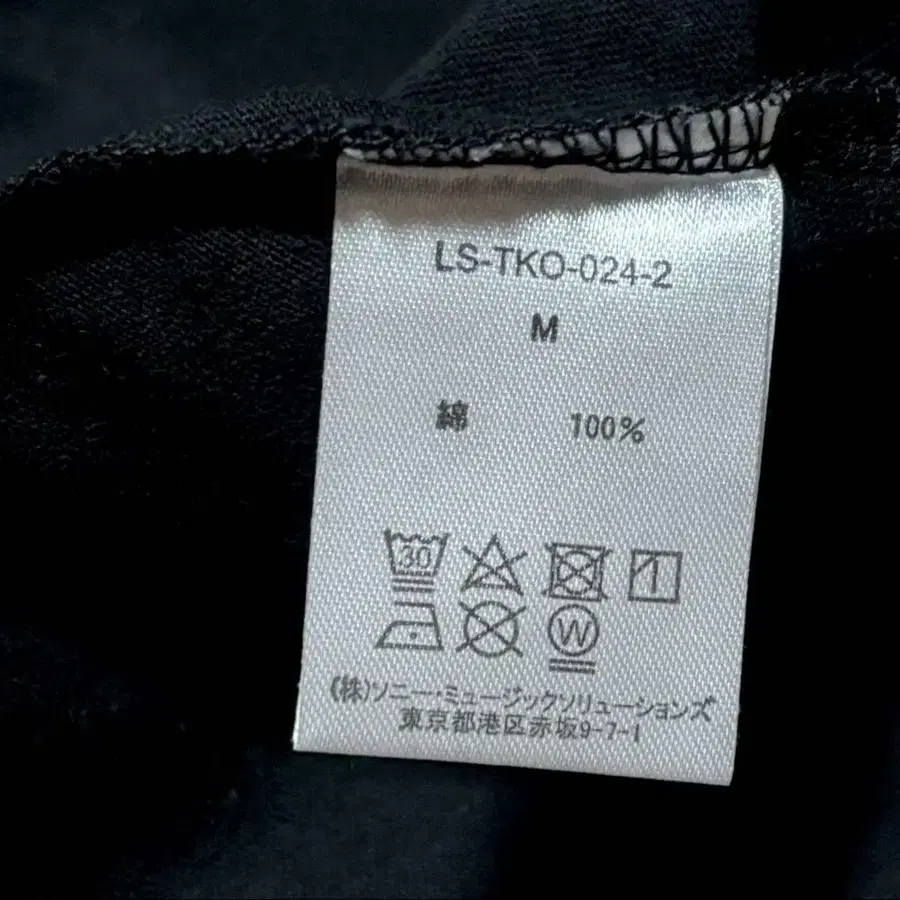 LS-TKO-024-2
M
綿 100%
30
W
(株)ソニー・ミュージックソリューションズ
東京都港区赤坂9-7-1